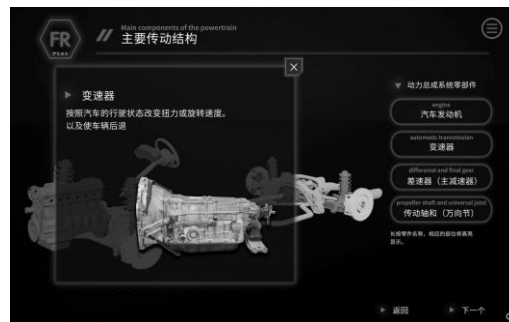 FR
Main components of the powertrain
主要传动结构
变速器
按照汽车的行驶状态改变扭力或旋转速度。
以及使车辆后退
动力总成系统零部件
engine
汽车发动机
automatic transmission
变速器
differenial and final gear
差速器（主减速器）
propeller shaft and universal joint
传动轴和（万向节）
长按零件名称，相应的部位将高亮
显示。
返回
下一个